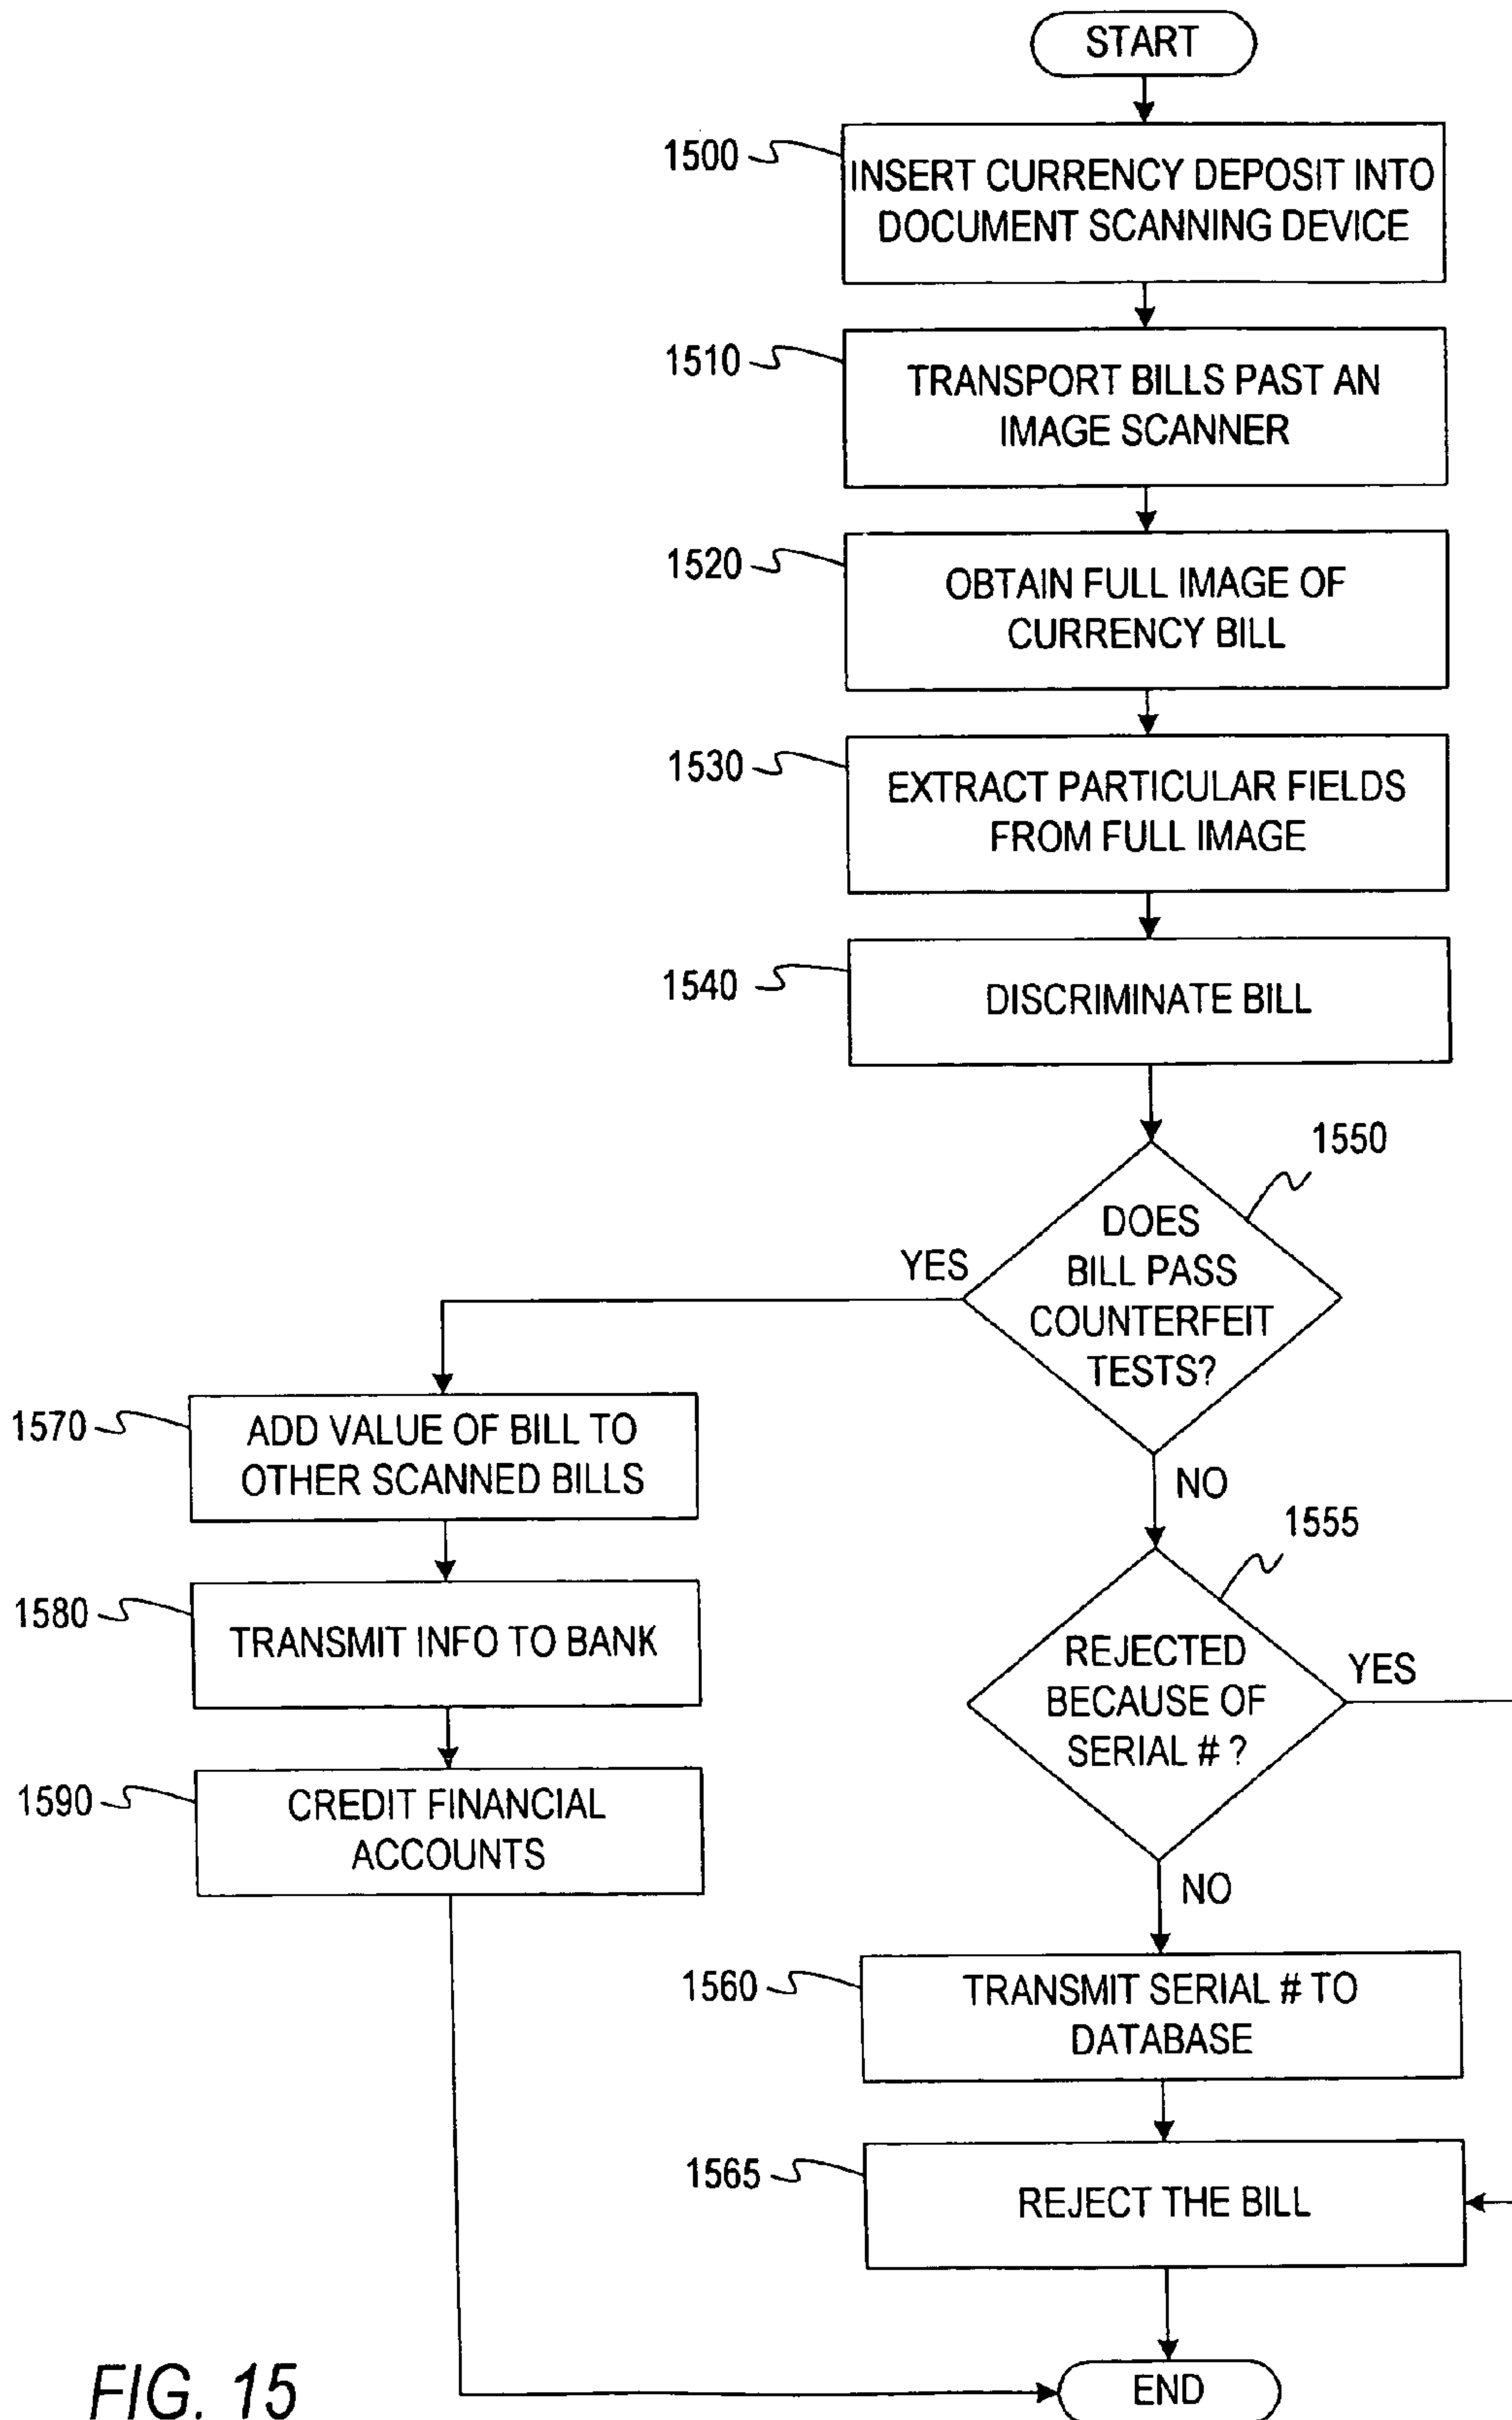 START
1500
INSERT CURRENCY DEPOSIT INTO
DOCUMENT SCANNING DEVICE
1510
TRANSPORT BILLS PAST AN
IMAGE SCANNER
1520
OBTAIN FULL IMAGE OF
CURRENCY BILL
1530
EXTRACT PARTICULAR FIELDS
FROM FULL IMAGE
1540
DISCRIMINATE BILL
1550
DOES
BILL PASS
COUNTERFEIT
TESTS?
YES
NO
1570
ADD VALUE OF BILL TO
OTHER SCANNED BILLS
1580
TRANSMIT INFO TO BANK
1590
CREDIT FINANCIAL
ACCOUNTS
1555
REJECTED
BECAUSE OF
SERIAL # ?
YES
NO
1560
TRANSMIT SERIAL # TO
DATABASE
1565
REJECT THE BILL
END
FIG. 15